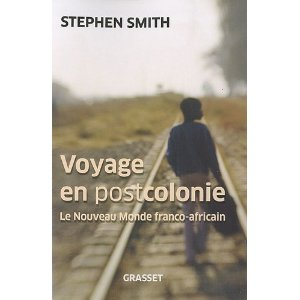 STEPHEN SMITH
Voyage
en postcolonie
Le Nouveau Monde franco-africain
GRASSET